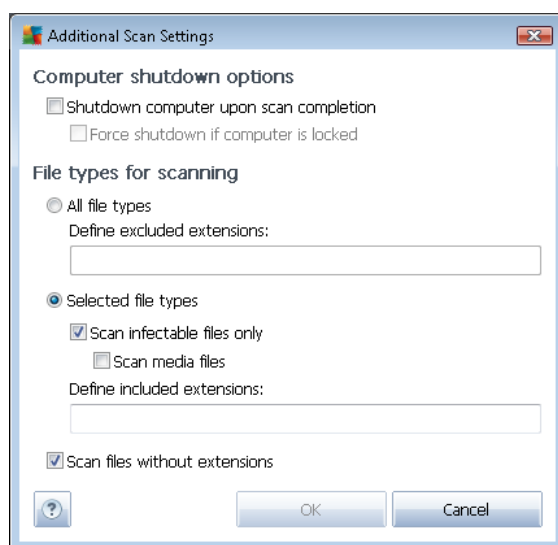 Additional Scan Settings
Computer shutdown options
Shutdown computer upon scan completion
Force shutdown if computer is locked
File types for scanning
All file types
Define excluded extensions:
Selected file types
Scan infectable files only
Scan media files
Define included extensions:
Scan files without extensions
? OK Cancel